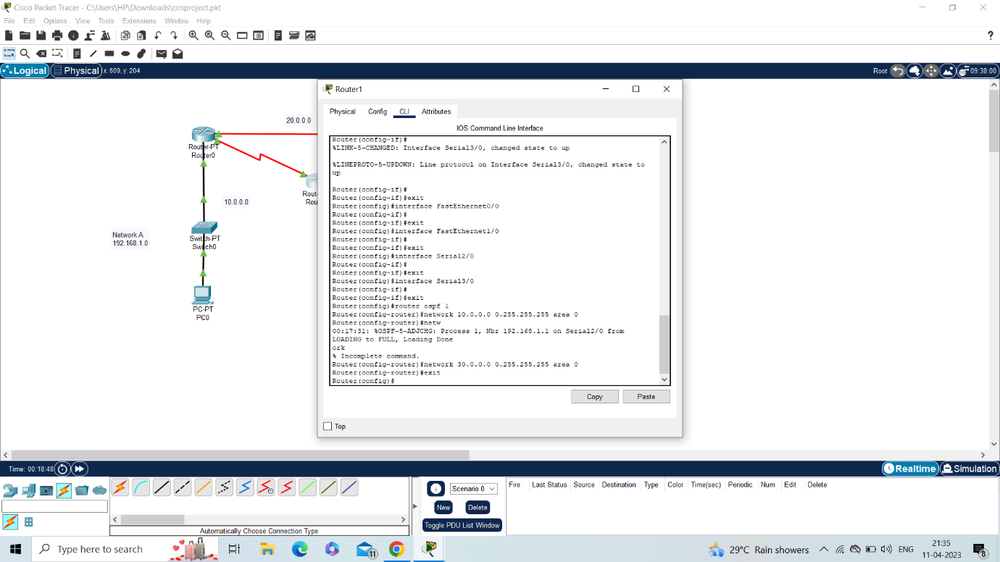 Cisco Packet Tracer - C:\Users\HP\Downloads\ccnproject.pkt
File Edit Options View Tools Extensions Window Help
?
Logical Physical x: 609, y: 204
Root 09:38:00
20.0.0.0
Router-PT
Router0
Rout
Rou
10.0.0.0
Network A
192.168.1.0
Switch-PT
Switch0
PC-PT
PC0
Router1
Physical Config CLI Attributes
IOS Command Line Interface
Router(config-if)#
%LINK-5-CHANGED: Interface Serial3/0, changed state to up
%LINEPROTO-5-UPDOWN: Line protocol on Interface Serial3/0, changed state to
up
Router(config-if)#
Router(config-if)#exit
Router(config)#interface FastEthernet0/0
Router(config-if)#
Router(config-if)#exit
Router(config)#interface FastEthernet1/0
Router(config-if)#
Router(config-if)#exit
Router(config)#interface Serial2/0
Router(config-if)#
Router(config-if)#exit
Router(config)#interface Serial3/0
Router(config-if)#
Router(config-if)#exit
Router(config)#router ospf 1
Router(config-router)#network 10.0.0.0 0.255.255.255 area 0
Router(config-router)#netw
00:17:31: %OSPF-5-ADJCHG: Process 1, Nbr 192.168.1.1 on Serial2/0 from
LOADING to FULL, Loading Done
ork
% Incomplete command.
Router(config-router)#network 30.0.0.0 0.255.255.255 area 0
Router(config-router)#exit
Router(config)#
Copy Paste
Top
Time: 00:18:48
Realtime Simulation
Scenario 0
New Delete
Toggle PDU List Window
Fire Last Status Source Destination Type Color Time(sec) Periodic Num Edit Delete
Automatically Choose Connection Type
Type here to search
11
29°C Rain showers
ENG
21:35
11-04-2023
8